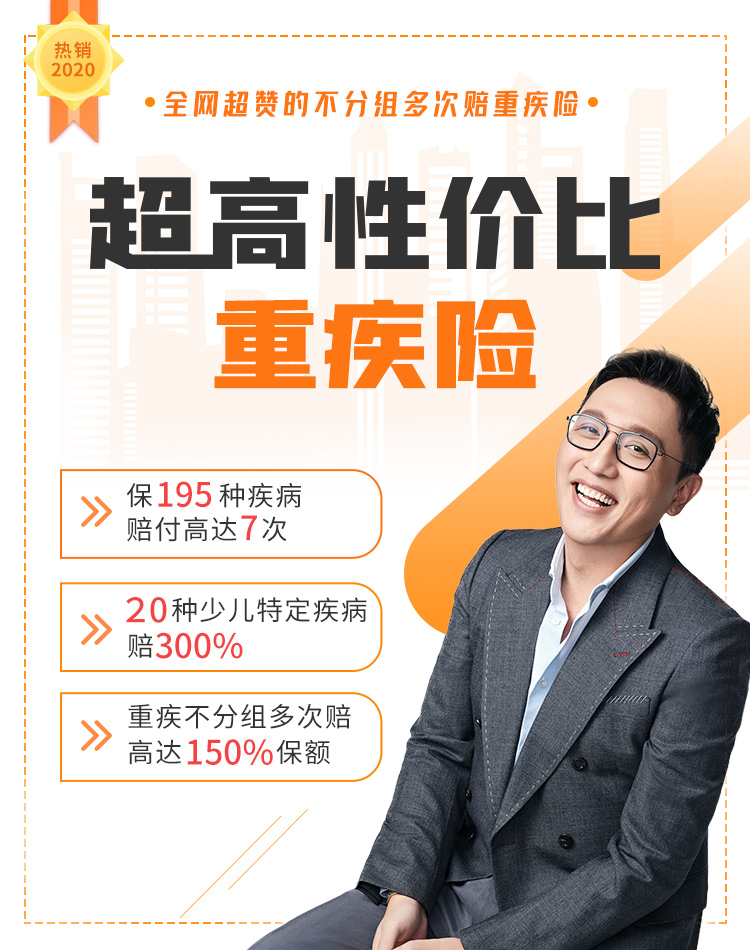 热销
2020
•全网超赞的不分组多次赔重疾险•
超高性价比
重疾险
保195种疾病
赔付高达7次
20种少儿特定疾病
赔300%
重疾不分组多次赔
高达150%保额